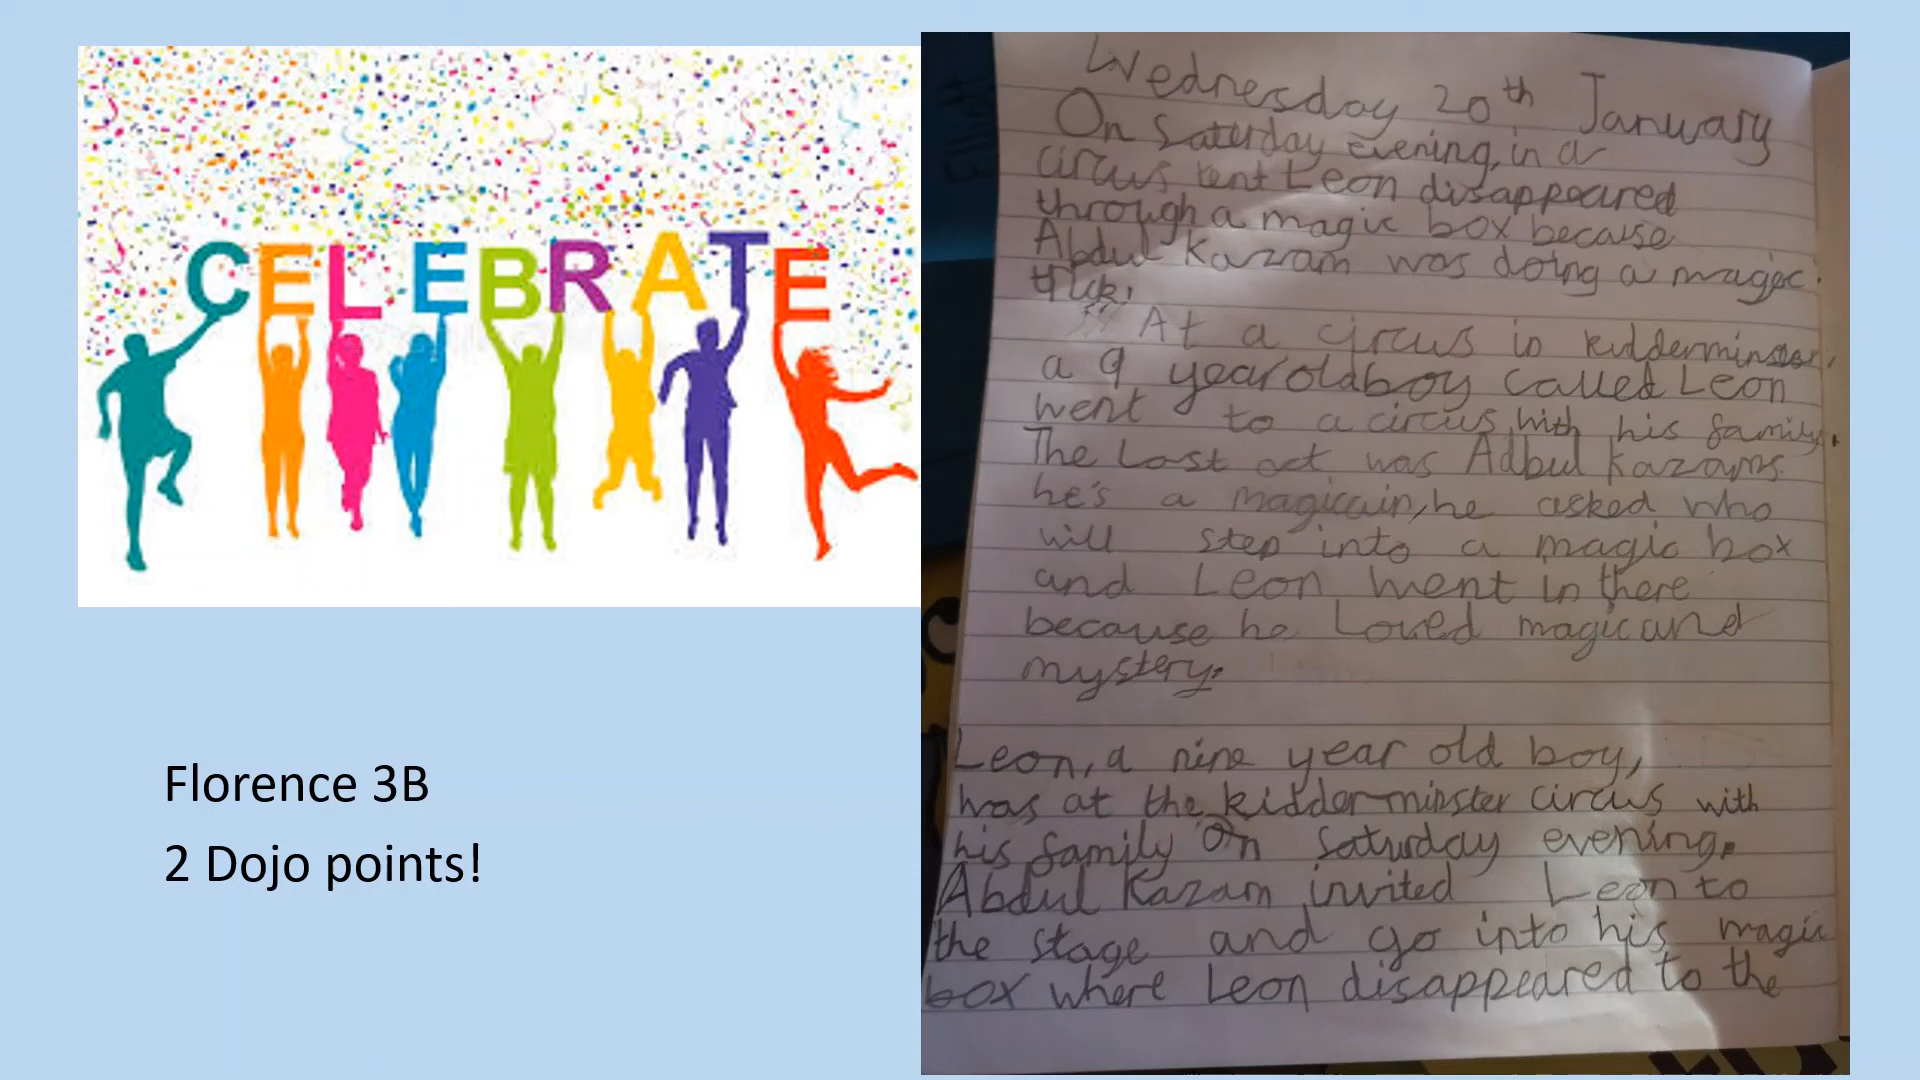 CELEBRATE
Florence 3B
2 Dojo points!
Wednesday 20th January
On Saturday evening, in a
circus tent Leon disappeared
through a magic box because
Abdul Kazam was doing a magic
trick.
At a circus in kidderminster,
a 9 year old boy called Leon
went to a circus with his family.
The Last act was Adbul Kazams
he's a magicain, he asked who
will step into a magic box
and Leon went in there
because he Loved magic and
mystery.
Leon, a nine year old boy,
was at the kidderminster circus with
his family On Saturday evening.
Abdul Kazam invited Leon to
the stage and go into his magic
box where Leon disappeared to the